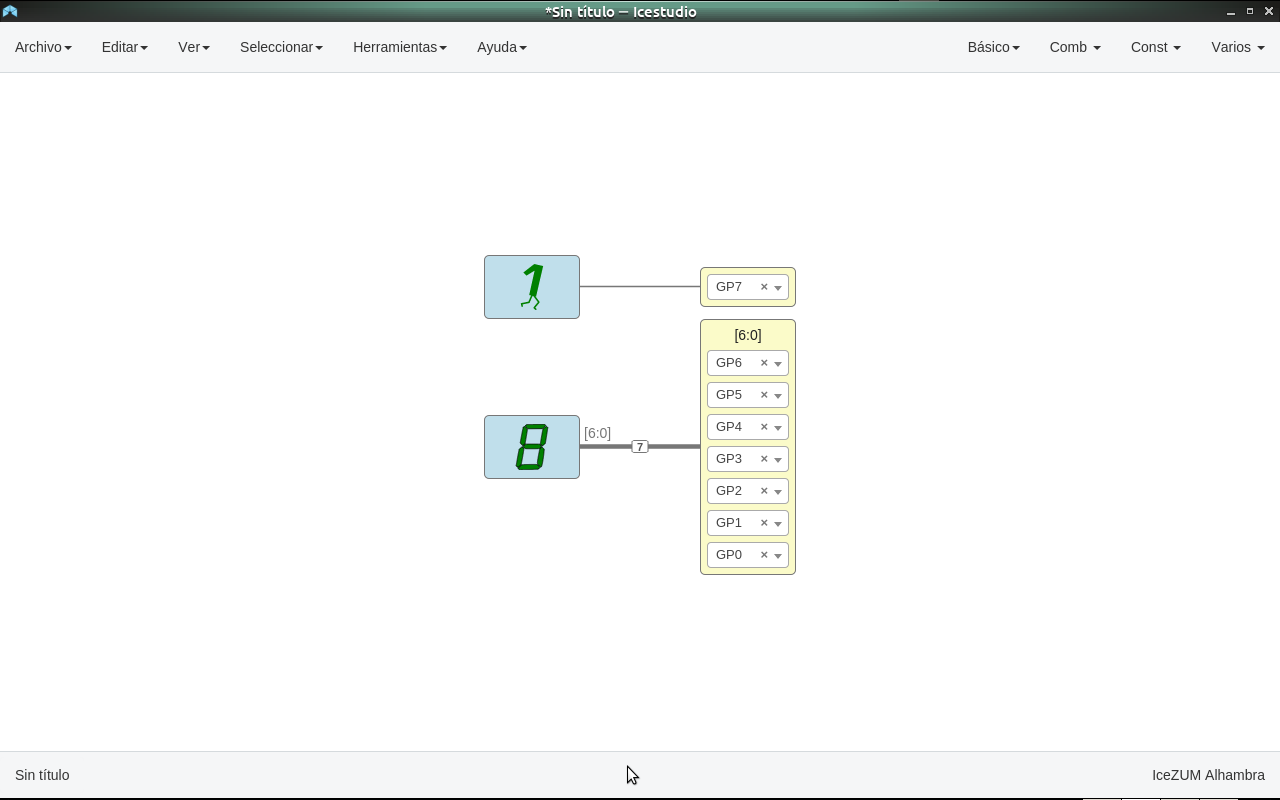 *Sin título — Icestudio
Archivo Editar Ver Seleccionar Herramientas Ayuda Básico Comb Const Varios
1
GP7 ×
[6:0]
GP6 ×
GP5 ×
8 [6:0]
7
GP4 ×
GP3 ×
GP2 ×
GP1 ×
GP0 ×
Sin título IceZUM Alhambra